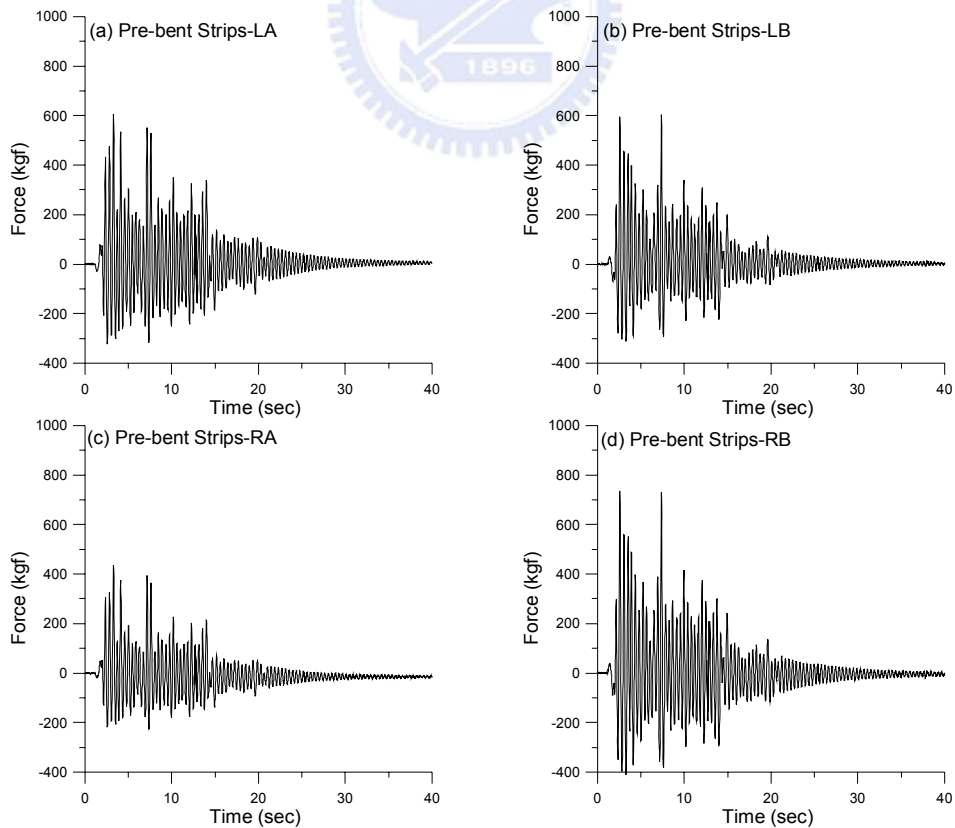 1896
(a) Pre-bent Strips-LA
1000
800
600
400
200
0
-200
-400
Force (kgf)
0 10 20 30 40
Time (sec)
(b) Pre-bent Strips-LB
1000
800
600
400
200
0
-200
-400
Force (kgf)
0 10 20 30 40
Time (sec)
(c) Pre-bent Strips-RA
1000
800
600
400
200
0
-200
-400
Force (kgf)
0 10 20 30 40
Time (sec)
(d) Pre-bent Strips-RB
1000
800
600
400
200
0
-200
-400
Force (kgf)
0 10 20 30 40
Time (sec)